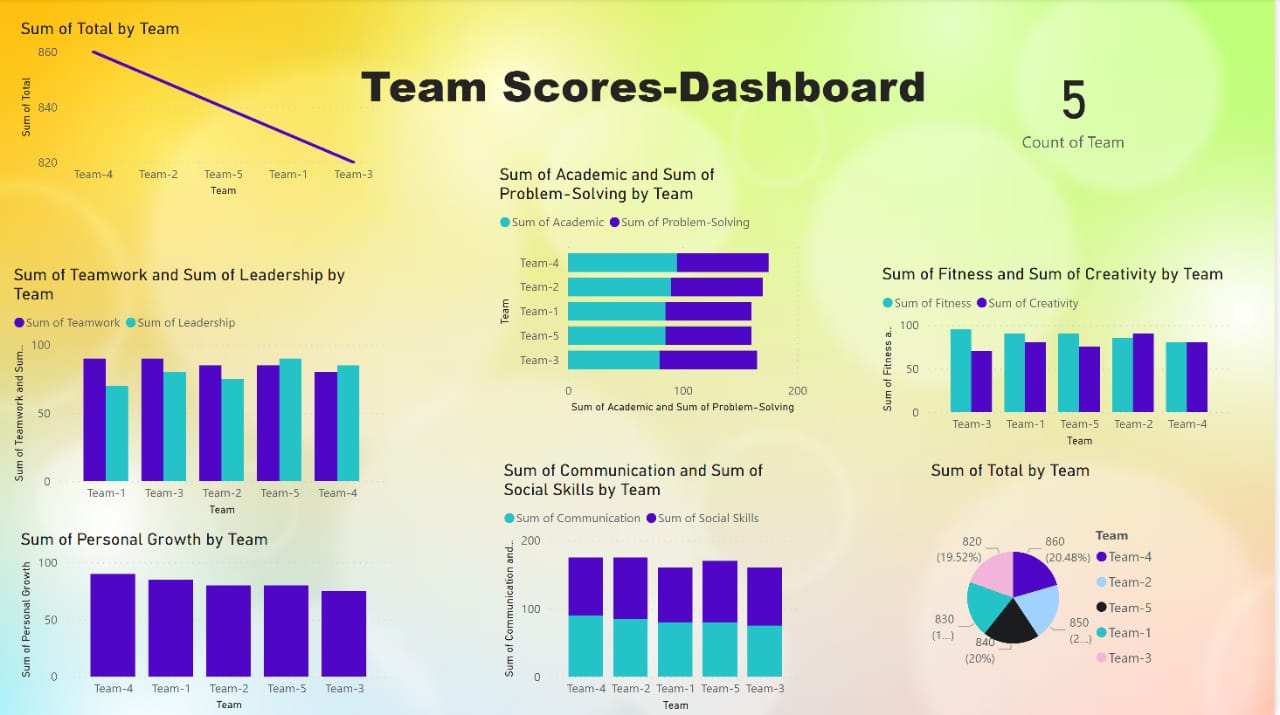 Sum of Total by Team
Sum of Total
860
840
820
Team-4 Team-2 Team-5 Team-1 Team-3
Team
Team Scores-Dashboard
5
Count of Team
Sum of Academic and Sum of
Problem-Solving by Team
Sum of Academic Sum of Problem-Solving
Team
Team-4
Team-2
Team-1
Team-5
Team-3
0 100 200
Sum of Academic and Sum of Problem-Solving
Sum of Teamwork and Sum of Leadership by
Team
Sum of Teamwork Sum of Leadership
Sum of Teamwork and Sum...
100
50
0
Team-1 Team-3 Team-2 Team-5 Team-4
Team
Sum of Fitness and Sum of Creativity by Team
Sum of Fitness Sum of Creativity
Sum of Fitness a..
100
50
0
Team-3 Team-1 Team-5 Team-2 Team-4
Team
Sum of Personal Growth by Team
Sum of Personal Growth
100
50
0
Team-4 Team-1 Team-2 Team-5 Team-3
Team
Sum of Communication and Sum of
Social Skills by Team
Sum of Communication Sum of Social Skills
Sum of Communication and...
200
100
0
Team-4 Team-2 Team-1 Team-5 Team-3
Team
Sum of Total by Team
820
(19.52%)
860
(20.48%)
830
(1...)
850
(2...)
840
(20%)
Team
Team-4
Team-2
Team-5
Team-1
Team-3